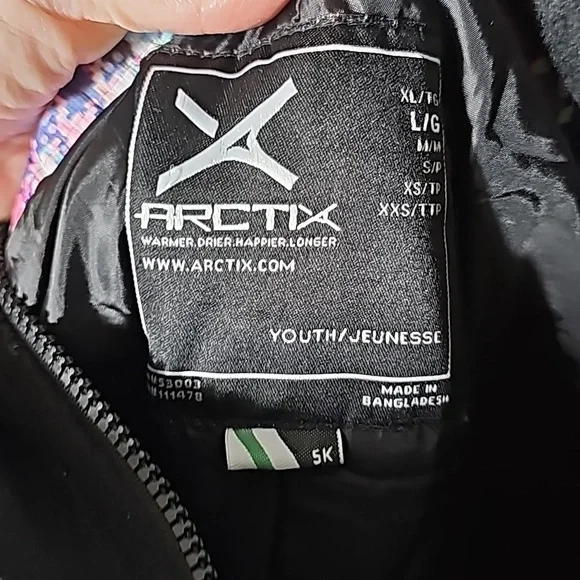 XL/TG
L/G
M/M
S/P
XS/TP
XXS/TTP
ARCTIX
WARMER.DRIER.HAPPIER.LONGER
WWW.ARCTIX.COM
YOUTH/JEUNESSE
MADE IN
BANGLADESH
5K